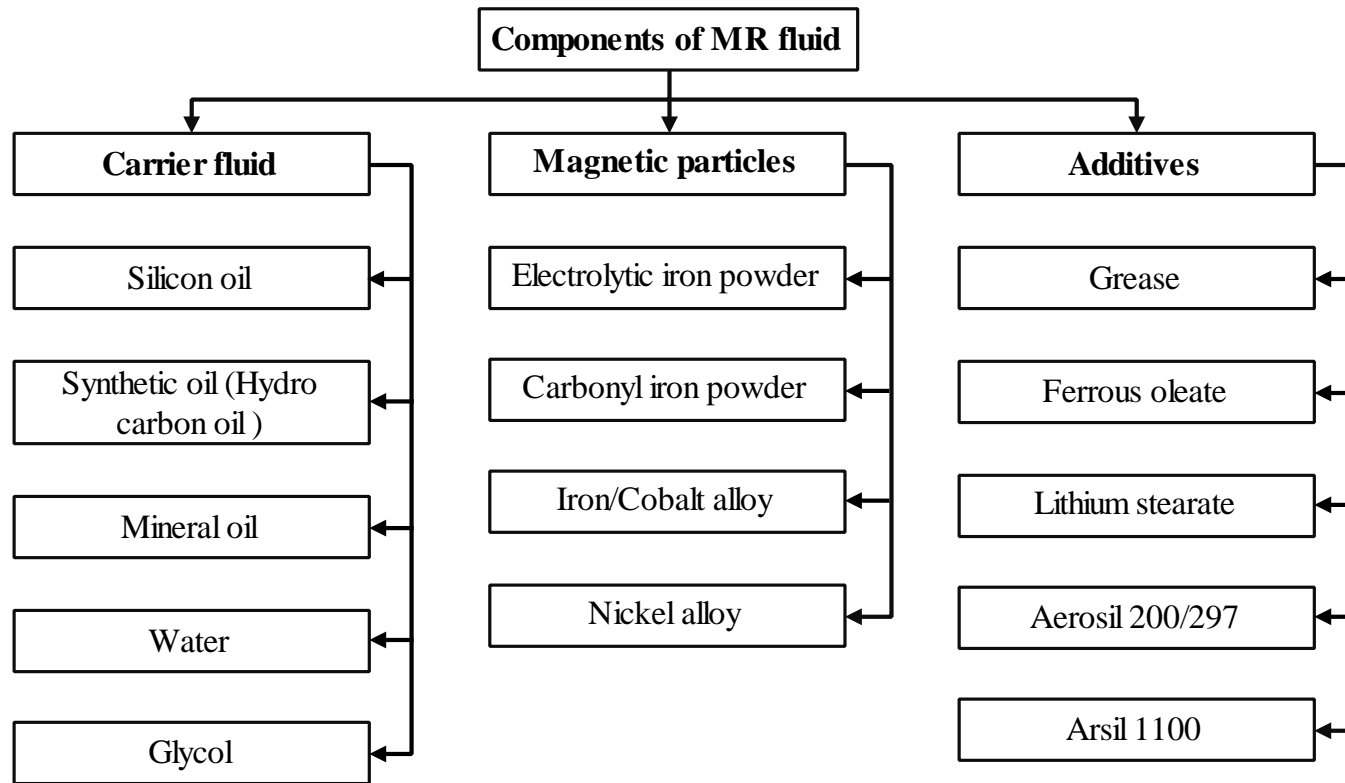 Components of MR fluid
Carrier fluid
Silicon oil
Synthetic oil (Hydro
carbon oil )
Mineral oil
Water
Glycol
Magnetic particles
Electrolytic iron powder
Carbonyl iron powder
Iron/Cobalt alloy
Nickel alloy
Additives
Grease
Ferrous oleate
Lithium stearate
Aerosil 200/297
Arsil 1100